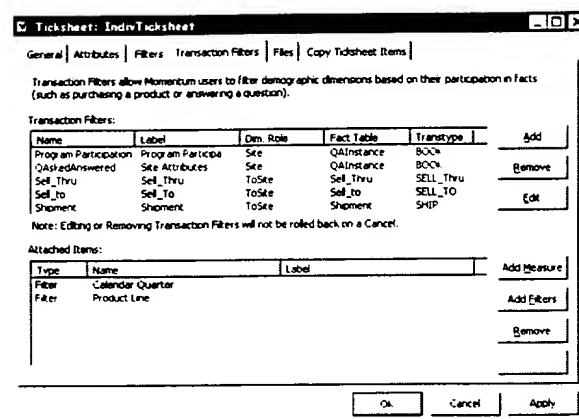 Ticksheet: IndivTicksheet
General Attributes Filters Transaction Filters Files Copy Ticksheet Items
Transaction Filters allow Momentum users to filter demographic dimensions based on their participation in facts
(such as purchasing a product or answering a question).
Transaction Filters:
Name Label Dim. Role Fact Table Transtype
Program Participation Program Participa Site QAInstance BOOK
QAskedAnswered Site Attributes Site QAInstance BOOK
Sell_Thru Sell_Thru ToSite Sell_Thru SELL_Thru
Sel_to Sell_To ToSite Sell_to SELL_TO
Shipment Shipment ToSite Shipment SHIP
Add
Remove
Edit
Note: Editing or Removing Transaction Filters will not be rolled back on a Cancel.
Attached Items:
Type Name Label
Filter Calendar Quarter
Filter Product Line
Add Measure
Add Filters
Remove
Ok Cancel Apply